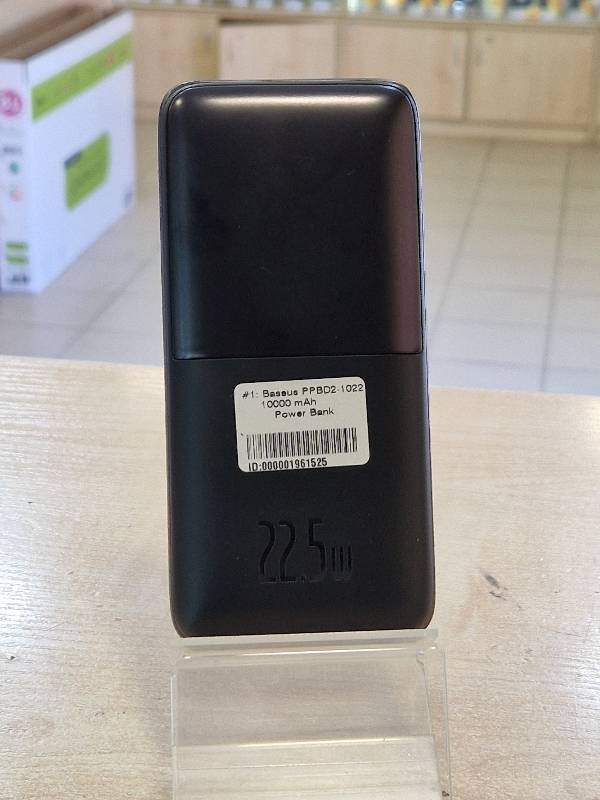 #1: Baseus PPBD2-1022
10000 mAh
Power Bank
ID:000001961525
22.5W